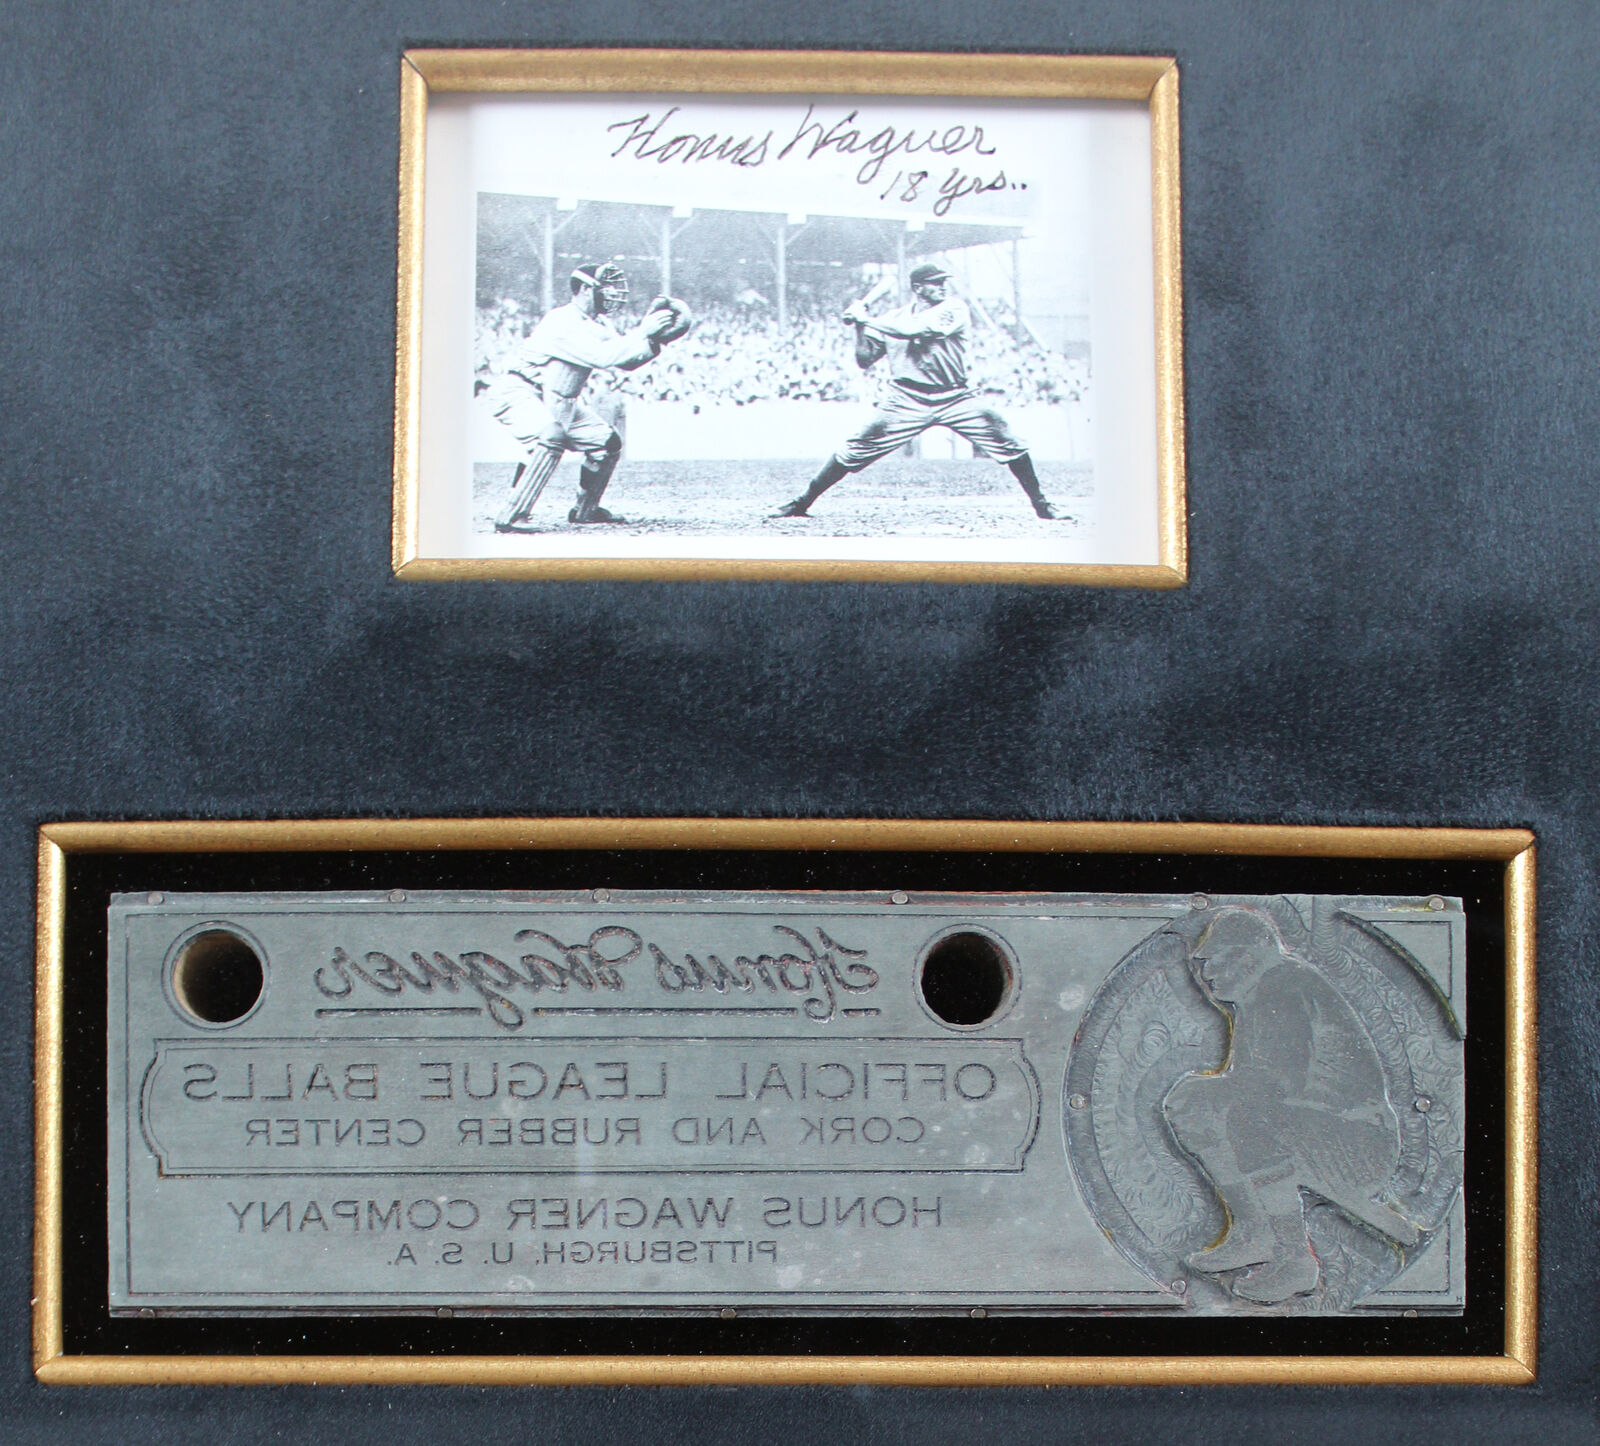 Honus Wagner
18 yrs..
Honus Wagner
OFFICIAL LEAGUE BALLS
CORK AND RUBBER CENTER
HONUS WAGNER COMPANY
PITTSBURGH, U. S. A.